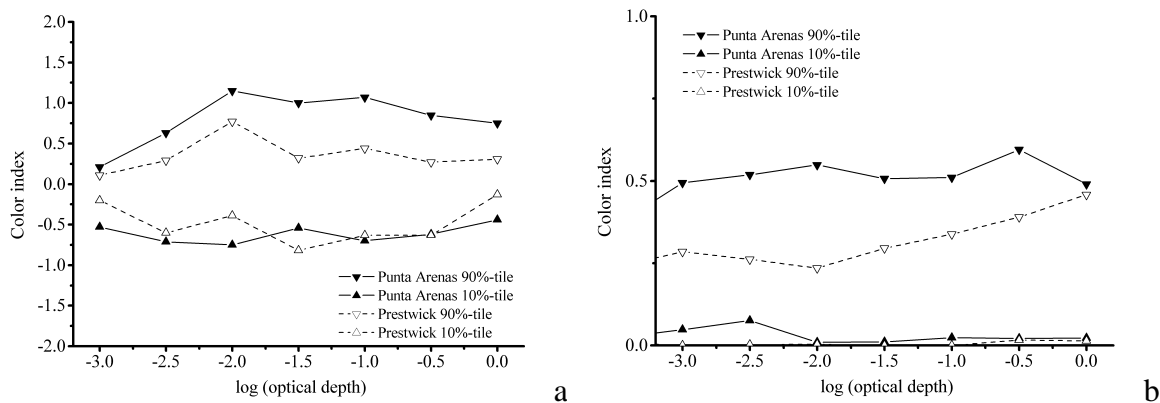 2.0
1.5
1.0
0.5
0.0
-0.5
-1.0
-1.5
-2.0
Color index
Punta Arenas 90%-tile
Punta Arenas 10%-tile
Prestwick 90%-tile
Prestwick 10%-tile
-3.0 -2.5 -2.0 -1.5 -1.0 -0.5 0.0
log (optical depth)
a
1.0
0.5
0.0
Color index
Punta Arenas 90%-tile
Punta Arenas 10%-tile
Prestwick 90%-tile
Prestwick 10%-tile
-3.0 -2.5 -2.0 -1.5 -1.0 -0.5 0.0
log (optical depth)
b